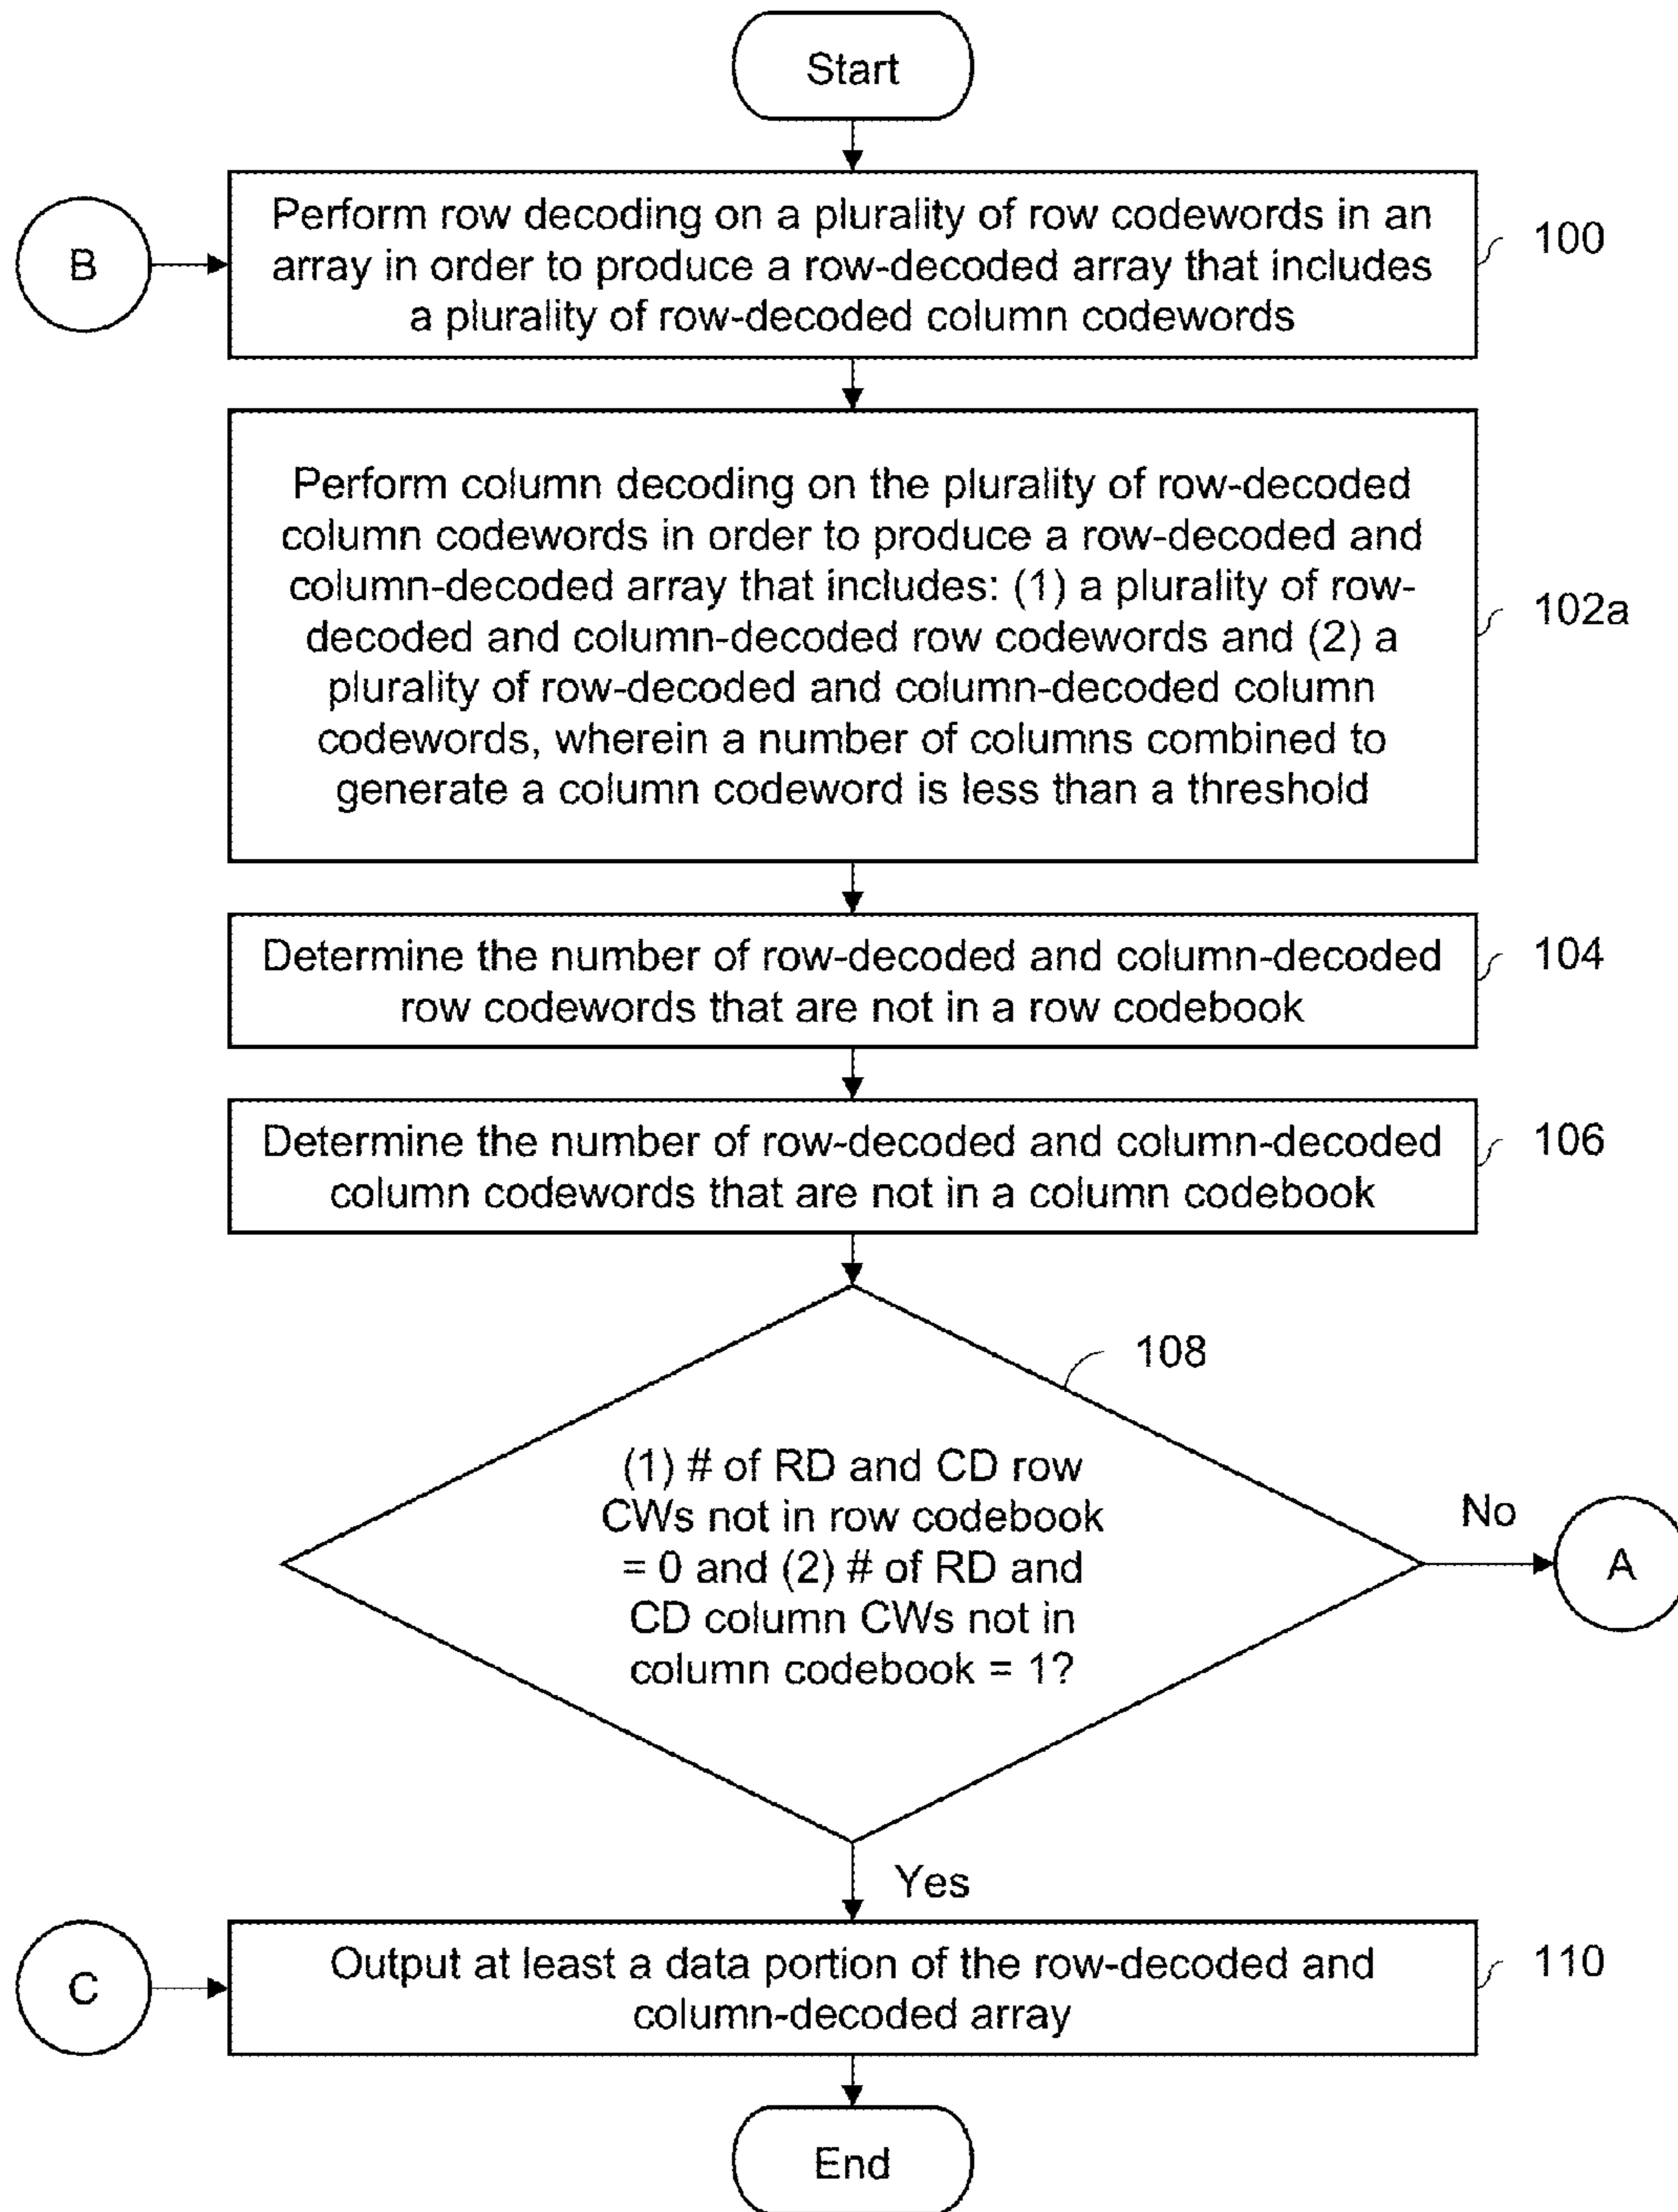 Start
B
Perform row decoding on a plurality of row codewords in an
array in order to produce a row-decoded array that includes
a plurality of row-decoded column codewords
100
Perform column decoding on the plurality of row-decoded
column codewords in order to produce a row-decoded and
column-decoded array that includes: (1) a plurality of row-
decoded and column-decoded row codewords and (2) a
plurality of row-decoded and column-decoded column
codewords, wherein a number of columns combined to
generate a column codeword is less than a threshold
102a
Determine the number of row-decoded and column-decoded
row codewords that are not in a row codebook
104
Determine the number of row-decoded and column-decoded
column codewords that are not in a column codebook
106
108
(1) # of RD and CD row
CWs not in row codebook
= 0 and (2) # of RD and
CD column CWs not in
column codebook = 1?
No
A
Yes
C
Output at least a data portion of the row-decoded and
column-decoded array
110
End